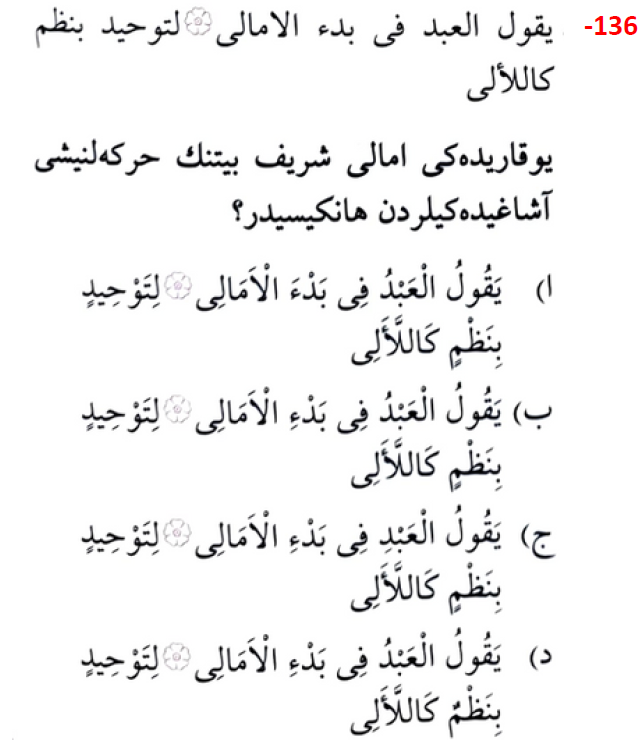 136- يقول العبد فى بدء الامالى۞لتوحيد بنظم
كاللألى
يوقاريده‌كى امالى شريف بيتنك حركه‌لنيشى
آشاغيده‌كيلردن هانكيسيدر؟
ا) يَقُولُ الْعَبْدُ فِى بَدْءَ الْاَمَالِى ۞ لِتَوْحِيدٍ
بِنَظْمٍ كَاللَّأَلِى
ب) يَقُولُ الْعَبْدُ فِى بَدْءِ الْاَمَالِى ۞ لِتَوْحِيدٍ
بِنَظْمٍ كَاللَّأَلِى
ج) يَقُولُ الْعَبْدِ فِى بَدْءِ الْاَمَالِى ۞ لِتَوْحِيدٍ
بِنَظْمٍ كَاللَّأَلِى
د) يَقُولُ الْعَبْدُ فِى بَدْءِ الْاَمَالِى ۞ لِتَوْحِيدٍ
بِنَظْمٌ كَاللَّأَلِى